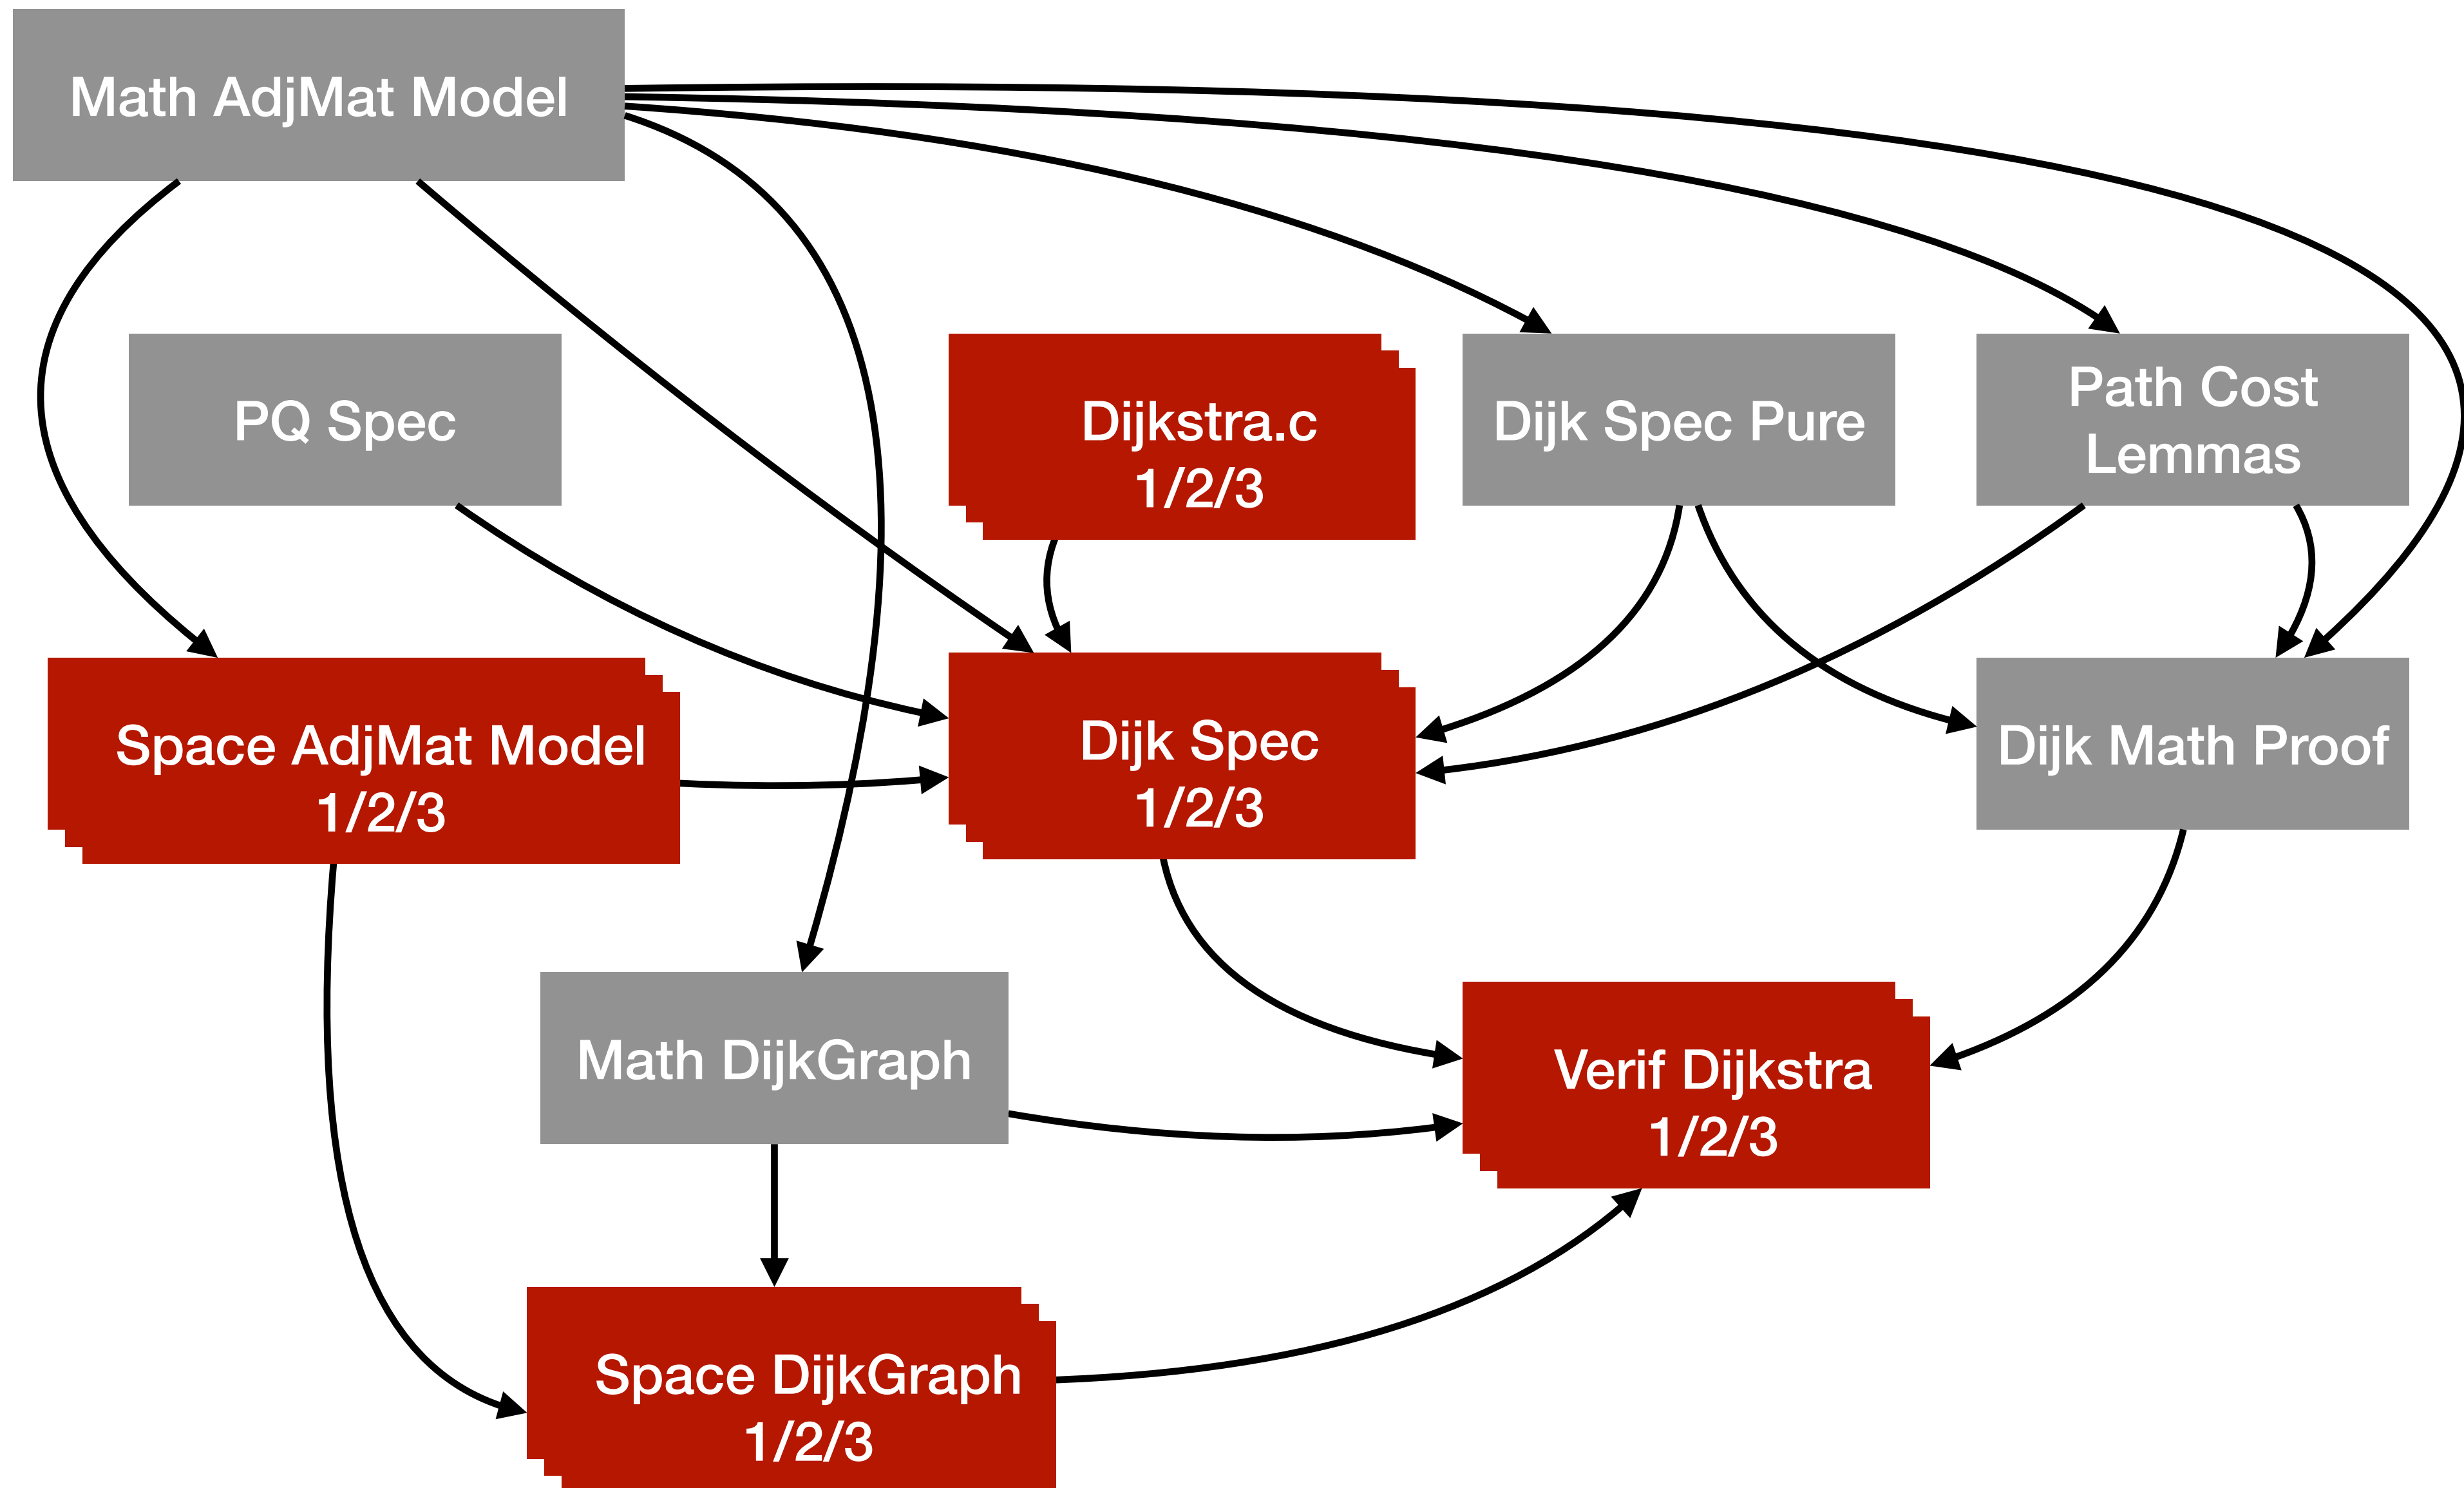 Math AdjMat Model
PQ Spec
Dijkstra.c
1/2/3
Dijk Spec Pure
Path Cost
Lemmas
Space AdjMat Model
1/2/3
Dijk Spec
1/2/3
Dijk Math Proof
Math DijkGraph
Verif Dijkstra
1/2/3
Space DijkGraph
1/2/3